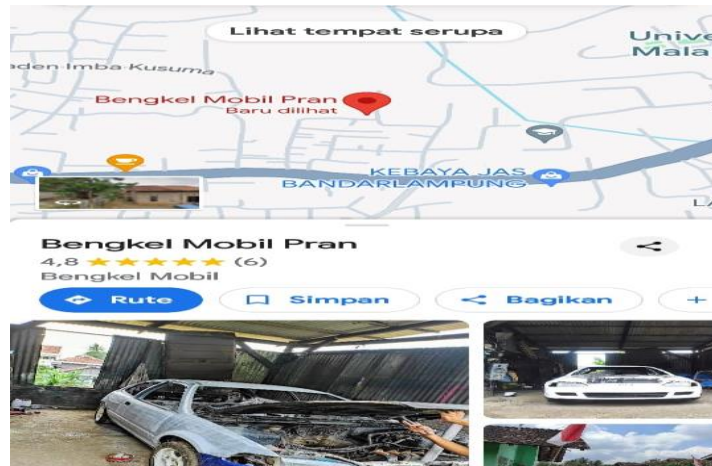 Lihat tempat serupa
Unive
Mala
aden Imba Kusuma
Bengkel Mobil Pran
Baru dilihat
KEBAYA JAS
BANDARLAMPUNG
LA
Bengkel Mobil Pran
4,8 (6)
Bengkel Mobil
Rute
Simpan
Bagikan